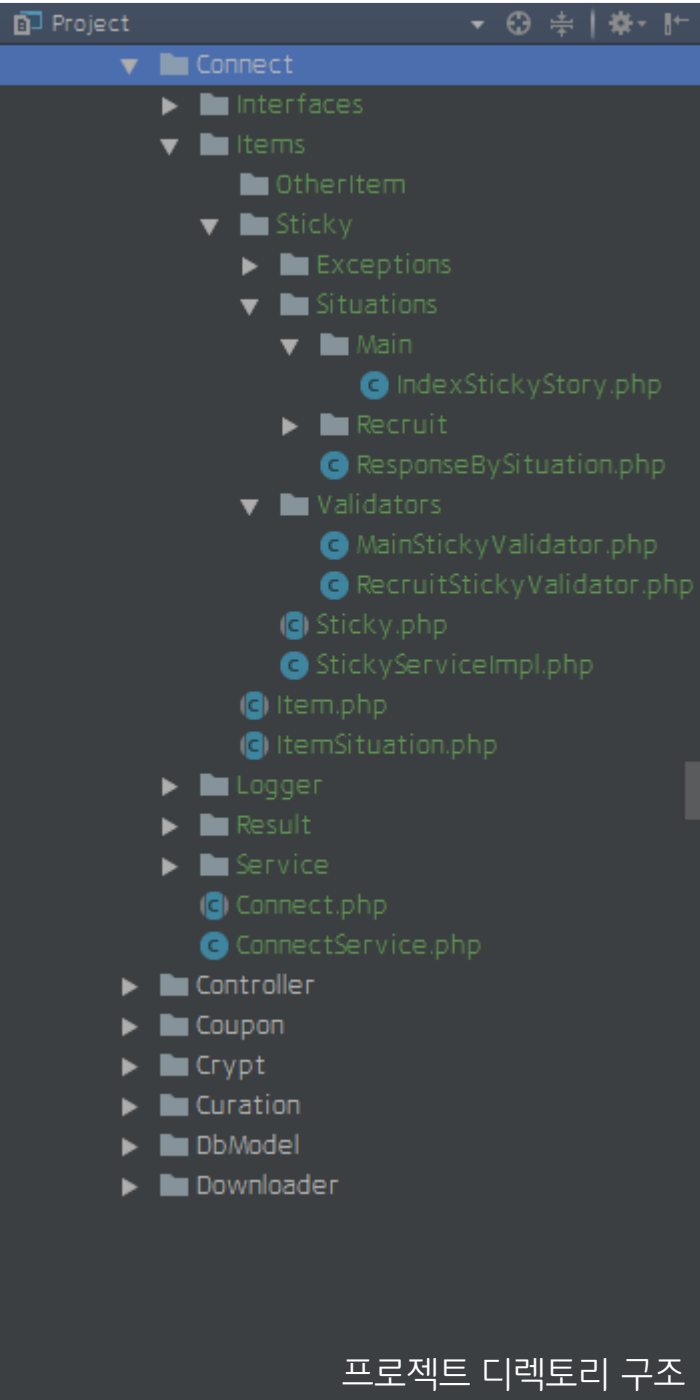 Project
Connect
Interfaces
Items
OtherItem
Sticky
Exceptions
Situations
Main
IndexStickyStory.php
Recruit
ResponseBySituation.php
Validators
MainStickyValidator.php
RecruitStickyValidator.php
Sticky.php
StickyServiceImpl.php
Item.php
ItemSituation.php
Logger
Result
Service
Connect.php
ConnectService.php
Controller
Coupon
Crypt
Curation
DbModel
Downloader
프로젝트 디렉토리 구조